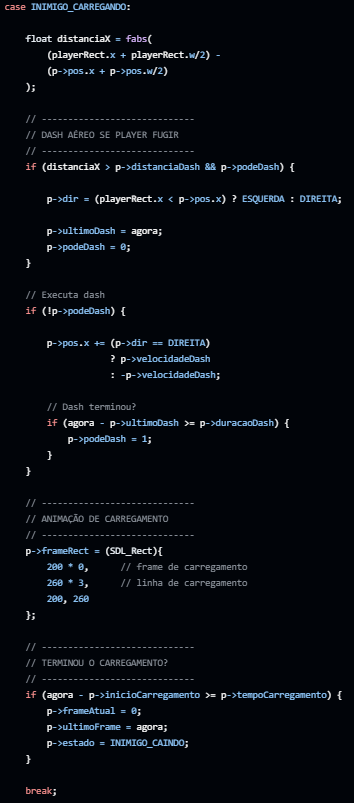 case INIMIGO_CARREGANDO:
float distanciaX = fabs(
(playerRect.x + playerRect.w/2) -
(p->pos.x + p->pos.w/2)
);
// -----------------------------
// DASH AÉREO SE PLAYER FUGIR
// -----------------------------
if (distanciaX > p->distanciaDash && p->podeDash) {
p->dir = (playerRect.x < p->pos.x) ? ESQUERDA : DIREITA;
p->ultimoDash = agora;
p->podeDash = 0;
}
// Executa dash
if (!p->podeDash) {
p->pos.x += (p->dir == DIREITA)
? p->velocidadeDash
: -p->velocidadeDash;
// Dash terminou?
if (agora - p->ultimoDash >= p->duracaoDash) {
p->podeDash = 1;
}
}
// -----------------------------
// ANIMAÇÃO DE CARREGAMENTO
// -----------------------------
p->frameRect = (SDL_Rect){
200 * 0, // frame de carregamento
260 * 3, // linha de carregamento
200, 260
};
// -----------------------------
// TERMINOU O CARREGAMENTO?
// -----------------------------
if (agora - p->inicioCarregamento >= p->tempoCarregamento) {
p->frameAtual = 0;
p->ultimoFrame = agora;
p->estado = INIMIGO_CAINDO;
}
break;